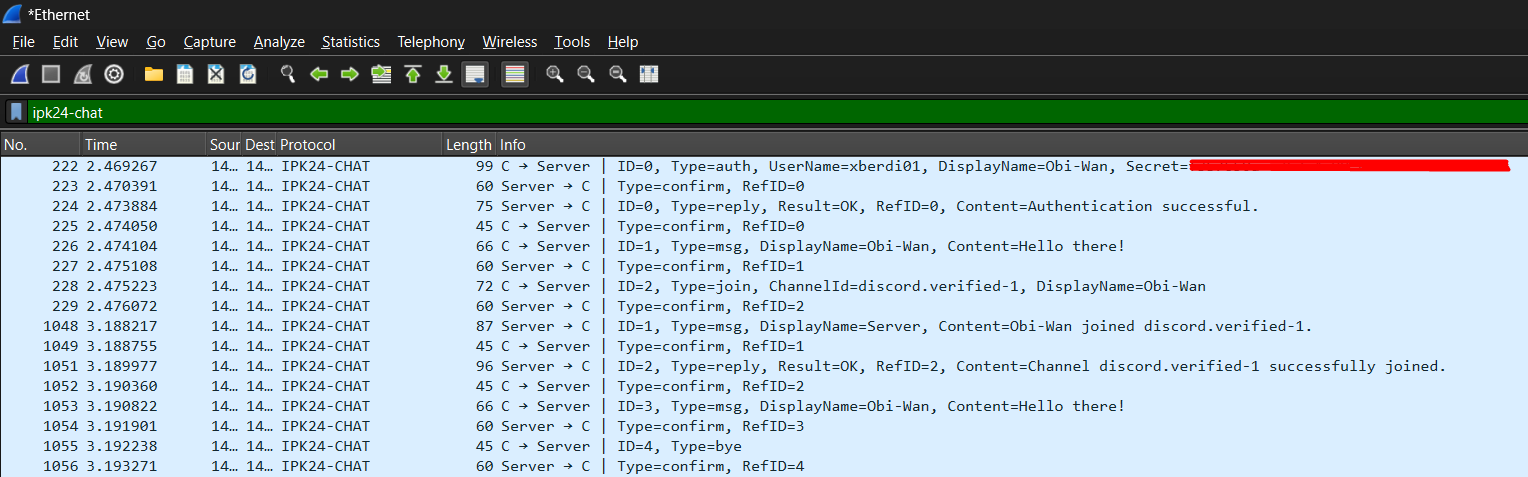 *Ethernet
File Edit View Go Capture Analyze Statistics Telephony Wireless Tools Help
ipk24-chat
No. Time Sour Dest Protocol Length Info
222 2.469267 14… 14… IPK24-CHAT 99 C → Server | ID=0, Type=auth, UserName=xberdi01, DisplayName=Obi-Wan, Secret=
223 2.470391 14… 14… IPK24-CHAT 60 Server → C | Type=confirm, RefID=0
224 2.473884 14… 14… IPK24-CHAT 75 Server → C | ID=0, Type=reply, Result=OK, RefID=0, Content=Authentication successful.
225 2.474050 14… 14… IPK24-CHAT 45 C → Server | Type=confirm, RefID=0
226 2.474104 14… 14… IPK24-CHAT 66 C → Server | ID=1, Type=msg, DisplayName=Obi-Wan, Content=Hello there!
227 2.475108 14… 14… IPK24-CHAT 60 Server → C | Type=confirm, RefID=1
228 2.475223 14… 14… IPK24-CHAT 72 C → Server | ID=2, Type=join, ChannelId=discord.verified-1, DisplayName=Obi-Wan
229 2.476072 14… 14… IPK24-CHAT 60 Server → C | Type=confirm, RefID=2
1048 3.188217 14… 14… IPK24-CHAT 87 Server → C | ID=1, Type=msg, DisplayName=Server, Content=Obi-Wan joined discord.verified-1.
1049 3.188755 14… 14… IPK24-CHAT 45 C → Server | Type=confirm, RefID=1
1051 3.189977 14… 14… IPK24-CHAT 96 Server → C | ID=2, Type=reply, Result=OK, RefID=2, Content=Channel discord.verified-1 successfully joined.
1052 3.190360 14… 14… IPK24-CHAT 45 C → Server | Type=confirm, RefID=2
1053 3.190822 14… 14… IPK24-CHAT 66 C → Server | ID=3, Type=msg, DisplayName=Obi-Wan, Content=Hello there!
1054 3.191901 14… 14… IPK24-CHAT 60 Server → C | Type=confirm, RefID=3
1055 3.192238 14… 14… IPK24-CHAT 45 C → Server | ID=4, Type=bye
1056 3.193271 14… 14… IPK24-CHAT 60 Server → C | Type=confirm, RefID=4